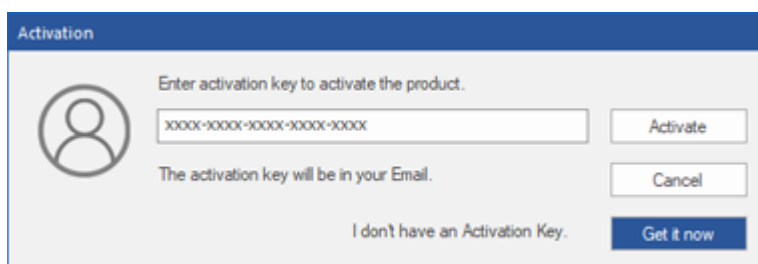 Activation
Enter activation key to activate the product.
xxxx-xxxx-xxxx-xxxx-xxxx
Activate
The activation key will be in your Email.
Cancel
I don't have an Activation Key.
Get it now